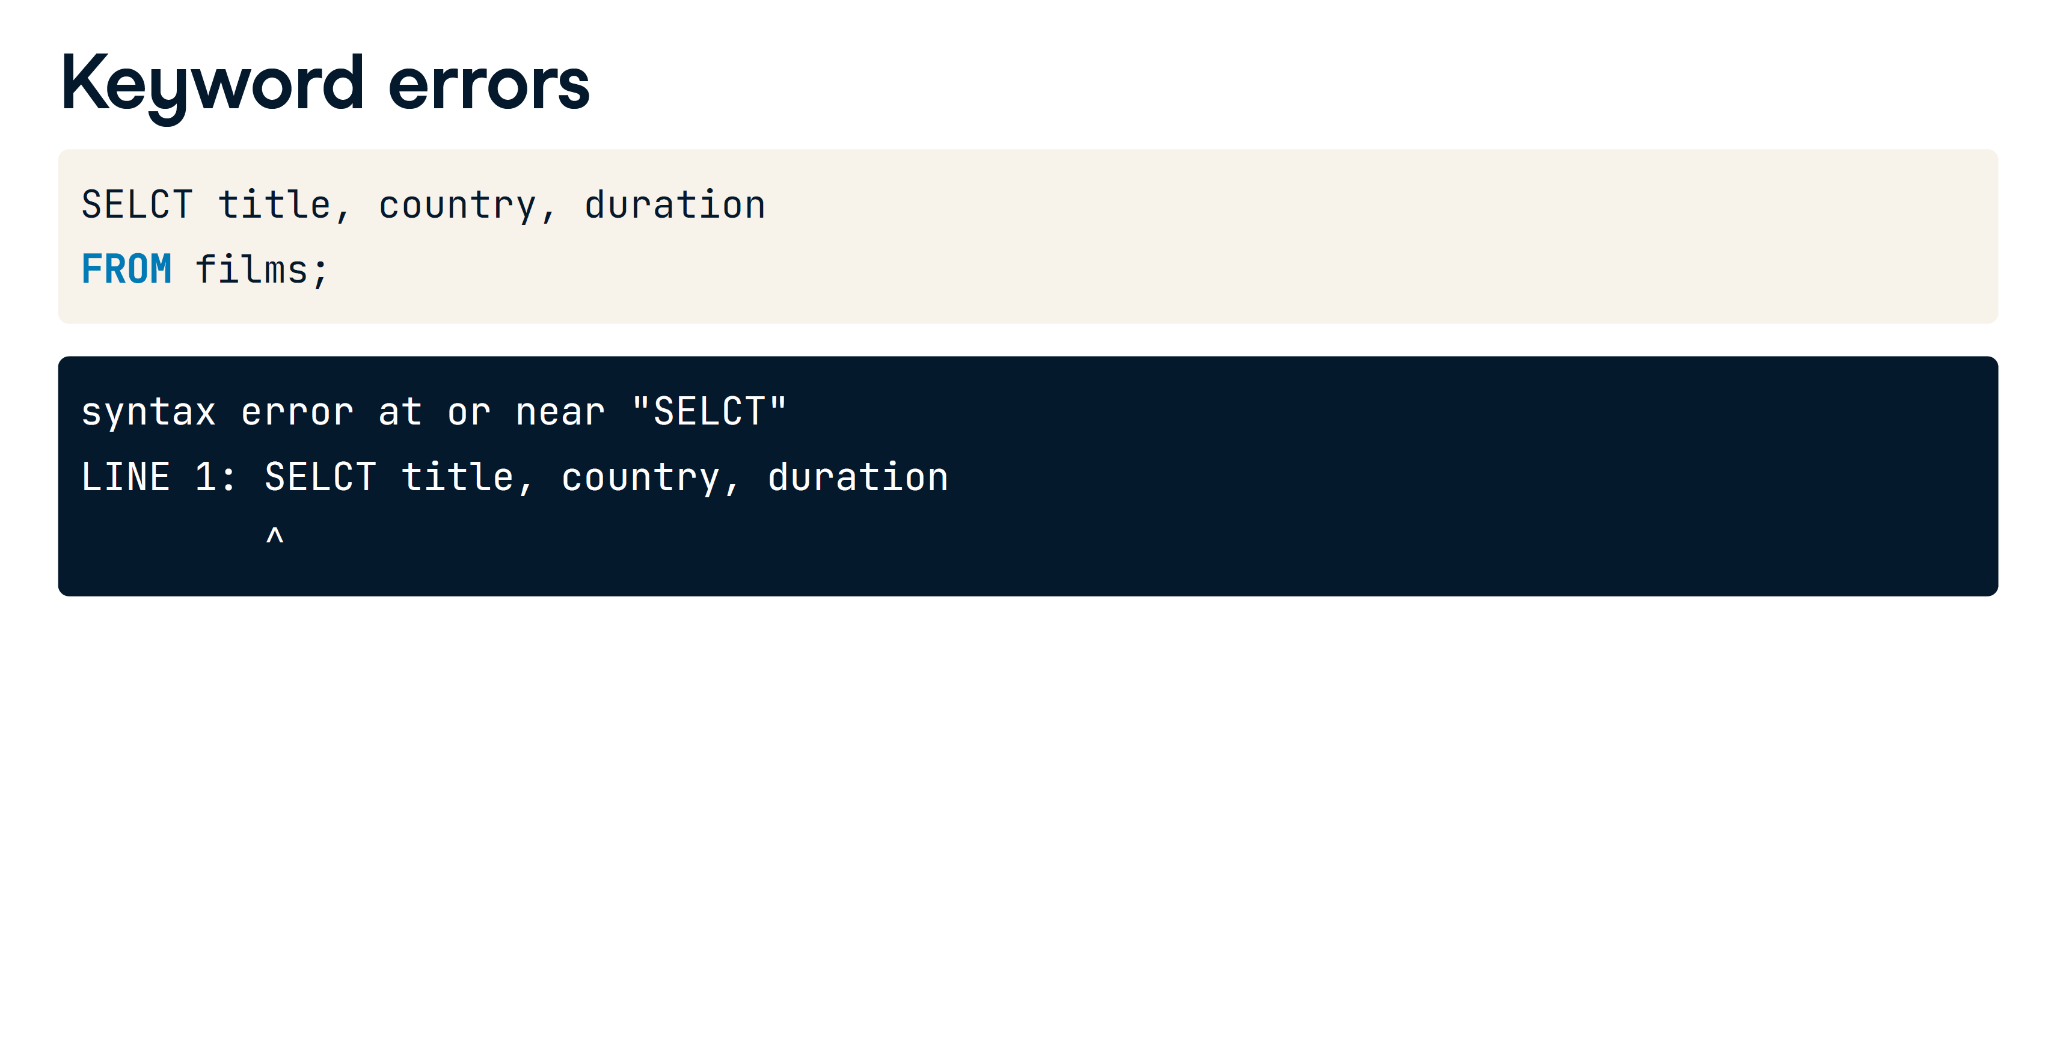 Keyword errors
SELCT title, country, duration
FROM films;
syntax error at or near "SELCT"
LINE 1: SELCT title, country, duration
        ^